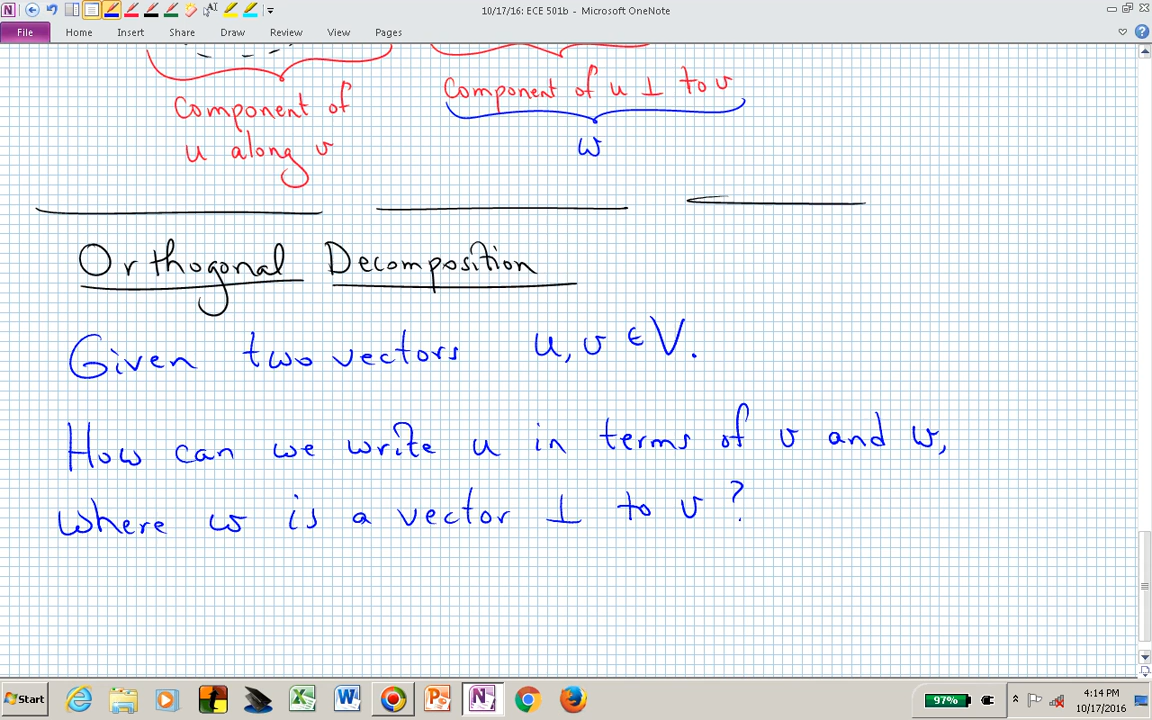 10/17/16: ECE 501b - Microsoft OneNote
File Home Insert Share Draw Review View Pages
Component of
u along v
Component of u ⊥ to v
w
Orthogonal Decomposition
Given two vectors u, v ∈ V.
How can we write u in terms of v and w,
where w is a vector ⊥ to v ?
Start
97%
4:14 PM
10/17/2016